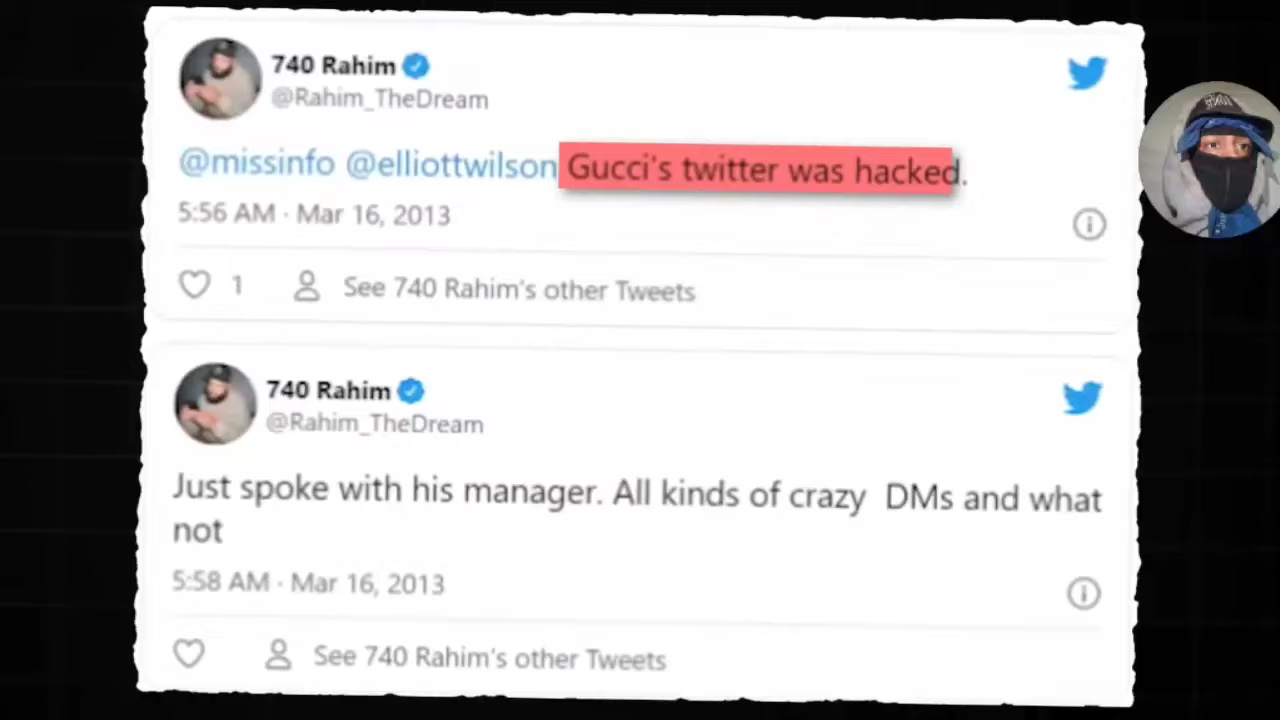 740 Rahim
@Rahim_TheDream
@missinfo @elliottwilson Gucci's twitter was hacked.
5:56 AM · Mar 16, 2013
1
See 740 Rahim's other Tweets
740 Rahim
@Rahim_TheDream
Just spoke with his manager. All kinds of crazy DMs and what
not
5:58 AM · Mar 16, 2013
See 740 Rahim's other Tweets